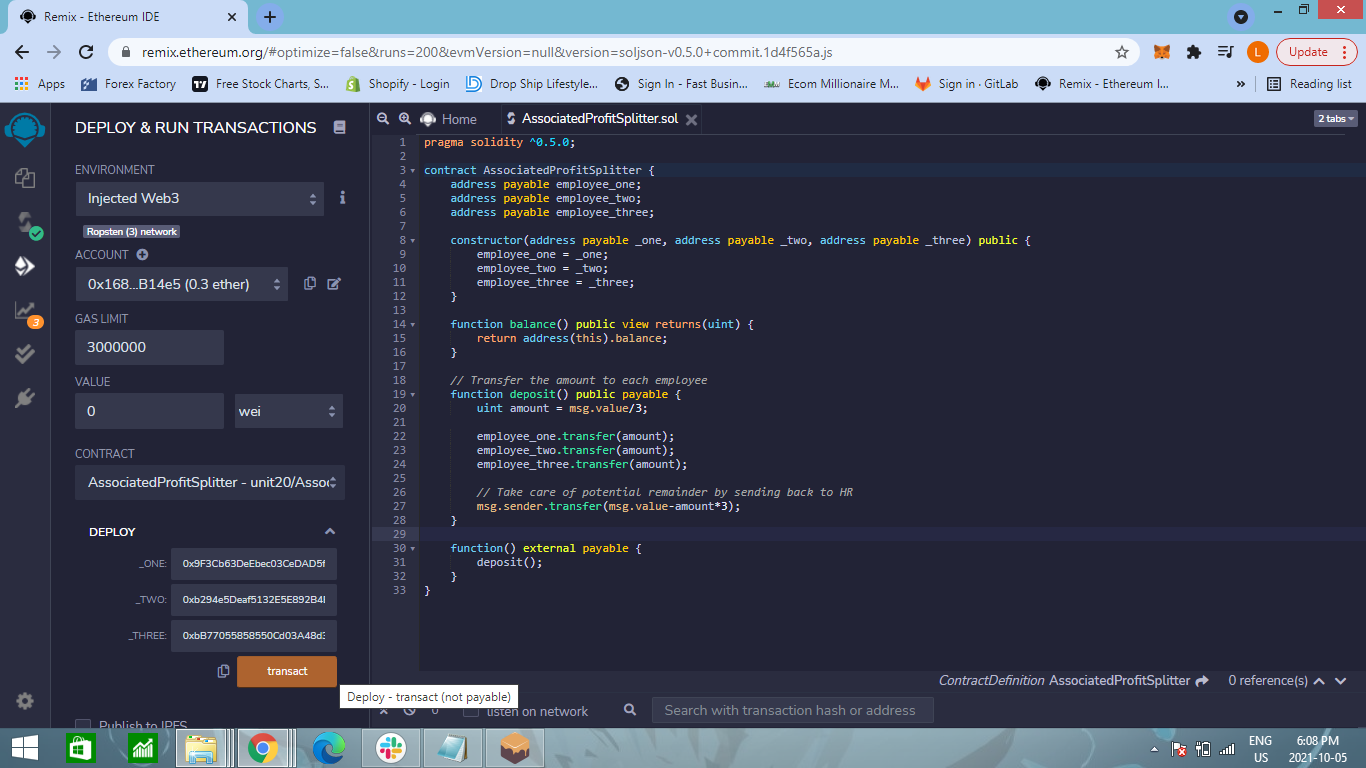 Remix - Ethereum IDE
remix.ethereum.org/#optimize=false&runs=200&evmVersion=null&version=soljson-v0.5.0+commit.1d4f565a.js
L
Update
Apps
Forex Factory
Free Stock Charts, S...
Shopify - Login
Drop Ship Lifestyle...
Sign In - Fast Busin...
Ecom Millionaire M...
Sign in · GitLab
Remix - Ethereum I...
»
Reading list
DEPLOY & RUN TRANSACTIONS
ENVIRONMENT
Injected Web3
Ropsten (3) network
ACCOUNT
0x168...B14e5 (0.3 ether)
GAS LIMIT
3000000
VALUE
0
wei
CONTRACT
AssociatedProfitSplitter - unit20/Assoc
DEPLOY
_ONE:
0x9F3Cb63DeEbec03CeDAD5f
_TWO:
0xb294e5Deaf5132E5E892B4
_THREE:
0xbB77055858550Cd03A48d3
transact
Deploy - transact (not payable)
Publish to IPFS
3
Home
AssociatedProfitSplitter.sol
2 tabs
1 pragma solidity ^0.5.0;
2
3 contract AssociatedProfitSplitter {
4 address payable employee_one;
5 address payable employee_two;
6 address payable employee_three;
7
8 constructor(address payable _one, address payable _two, address payable _three) public {
9 employee_one = _one;
10 employee_two = _two;
11 employee_three = _three;
12 }
13
14 function balance() public view returns(uint) {
15 return address(this).balance;
16 }
17
18 // Transfer the amount to each employee
19 function deposit() public payable {
20 uint amount = msg.value/3;
21
22 employee_one.transfer(amount);
23 employee_two.transfer(amount);
24 employee_three.transfer(amount);
25
26 // Take care of potential remainder by sending back to HR
27 msg.sender.transfer(msg.value-amount*3);
28 }
29
30 function() external payable {
31 deposit();
32 }
33 }
ContractDefinition AssociatedProfitSplitter
0 reference(s)
0
listen on network
Search with transaction hash or address
ENG
US
6:08 PM
2021-10-05